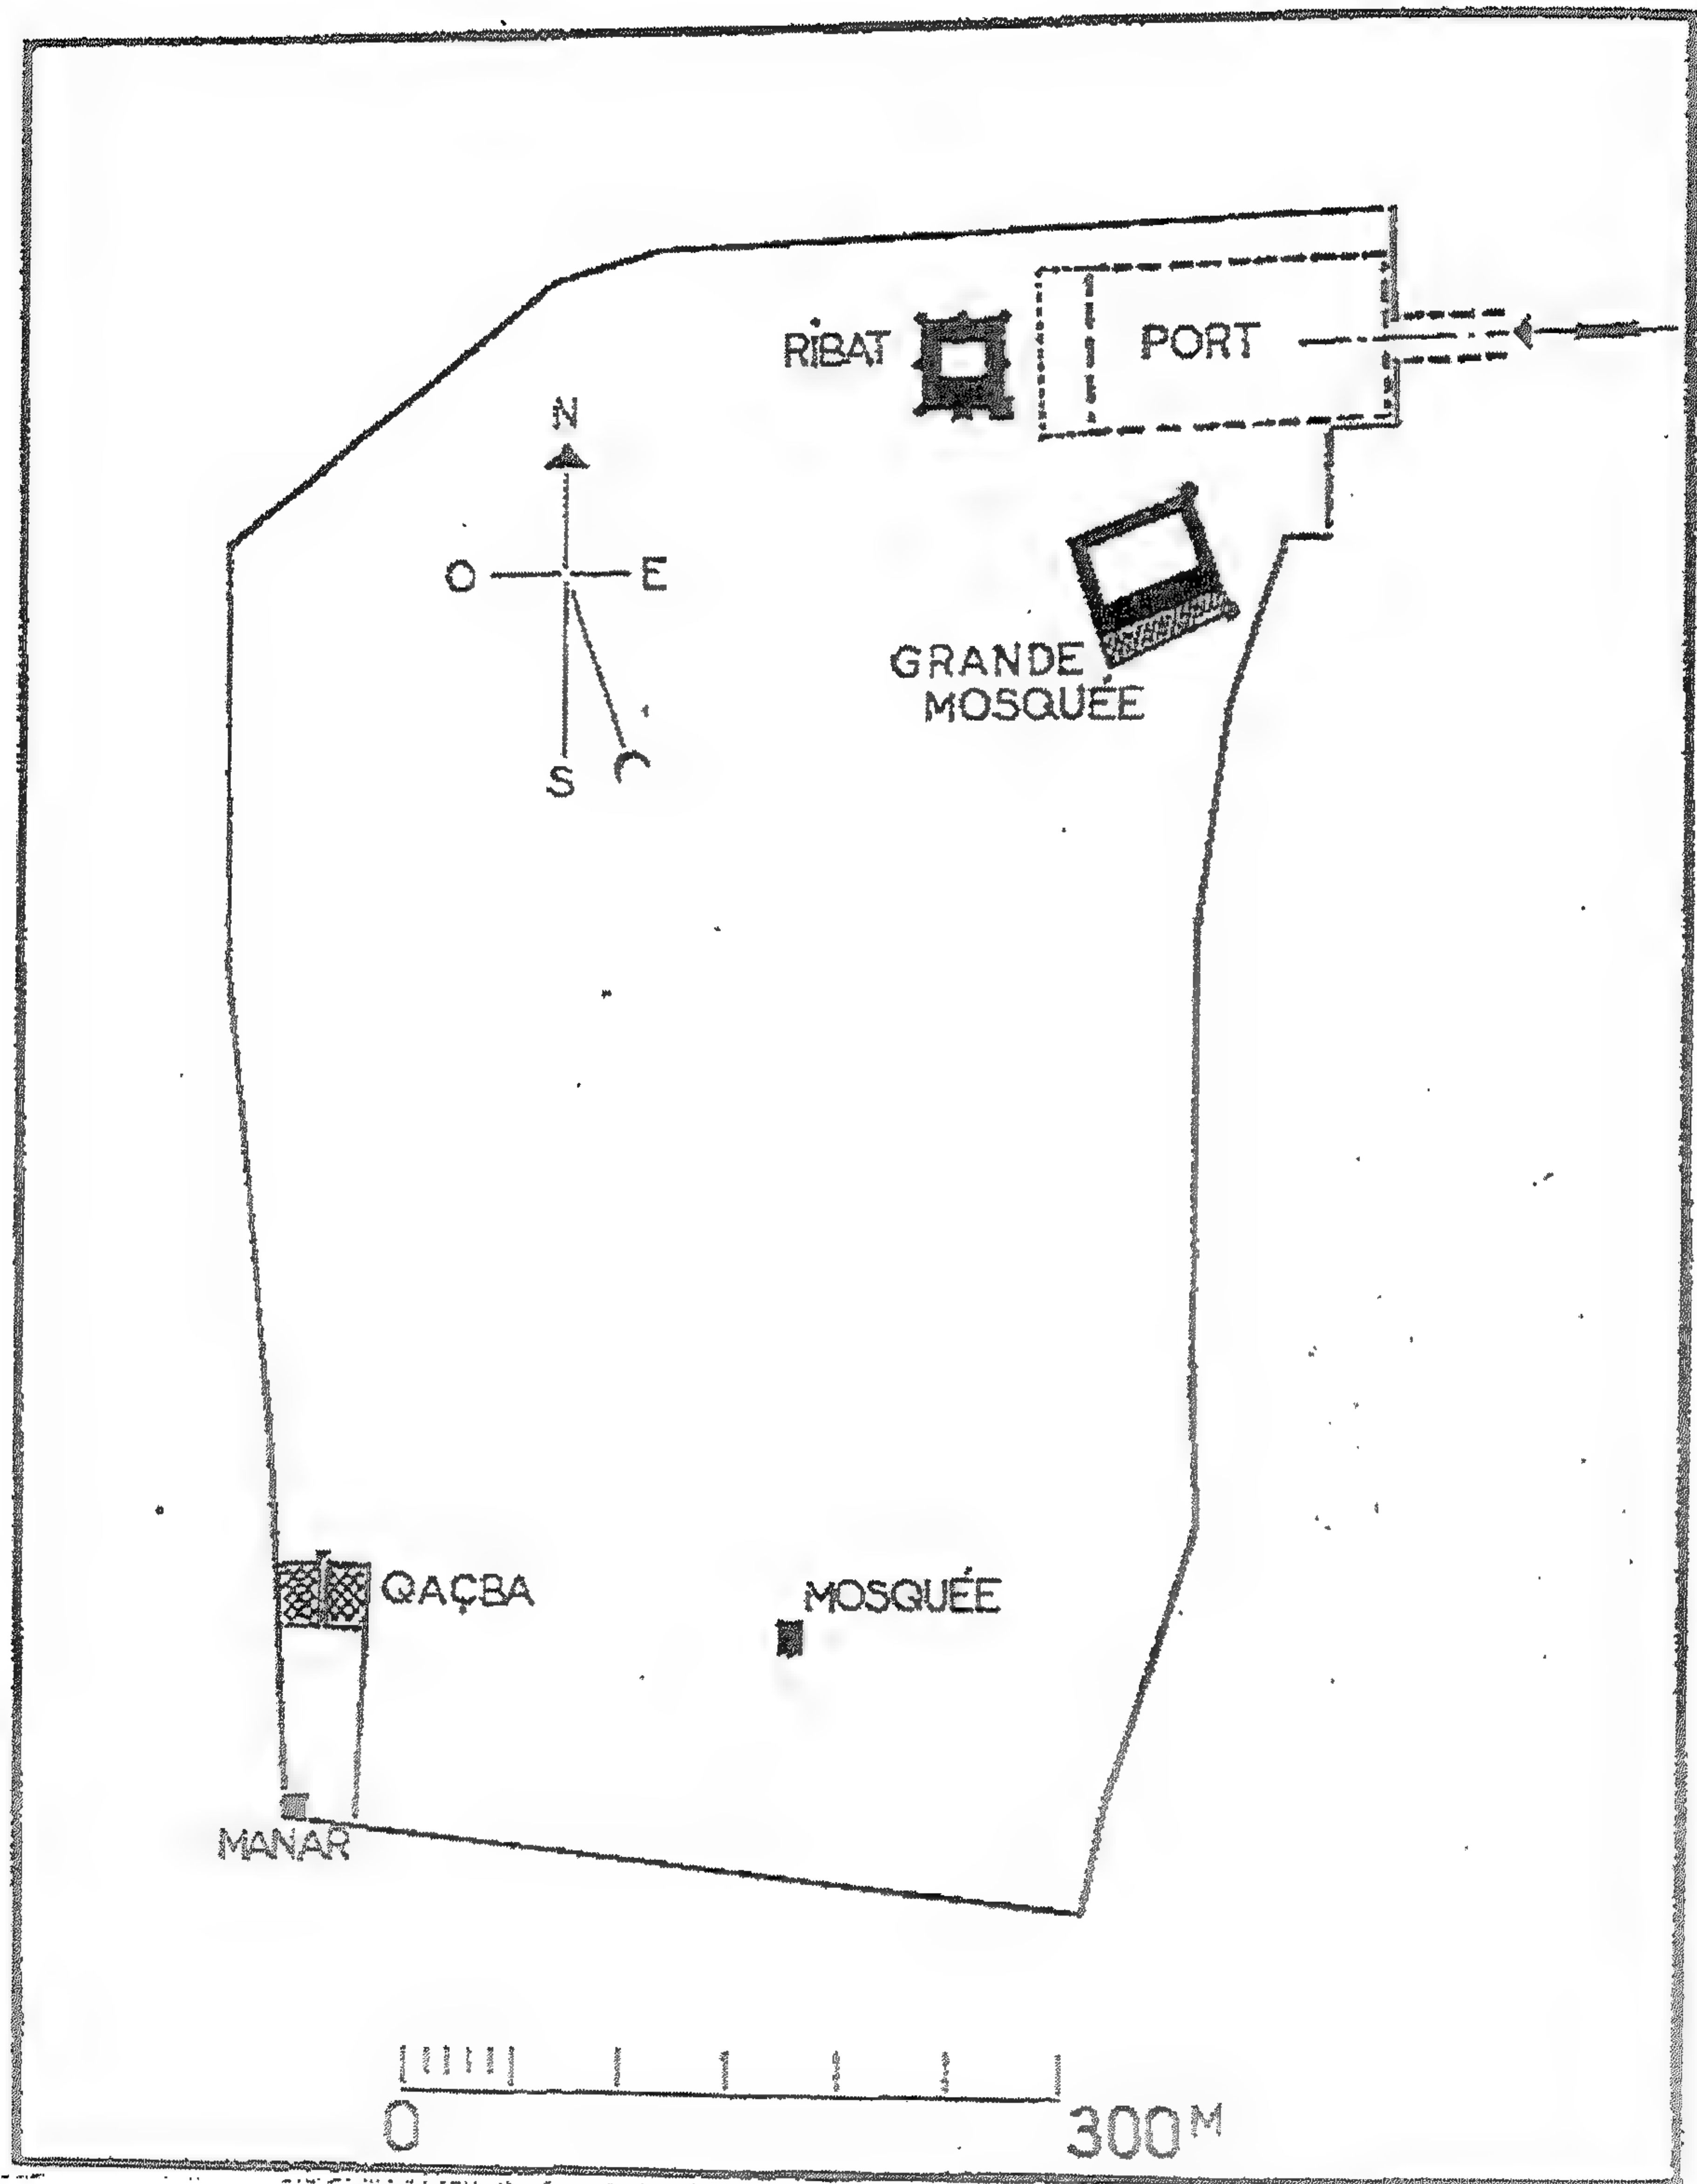 RIBAT
PORT
N
O
E
S
GRANDE
MOSQUÉE
QAÇBA
MOSQUÉE
MANAR
0
300M